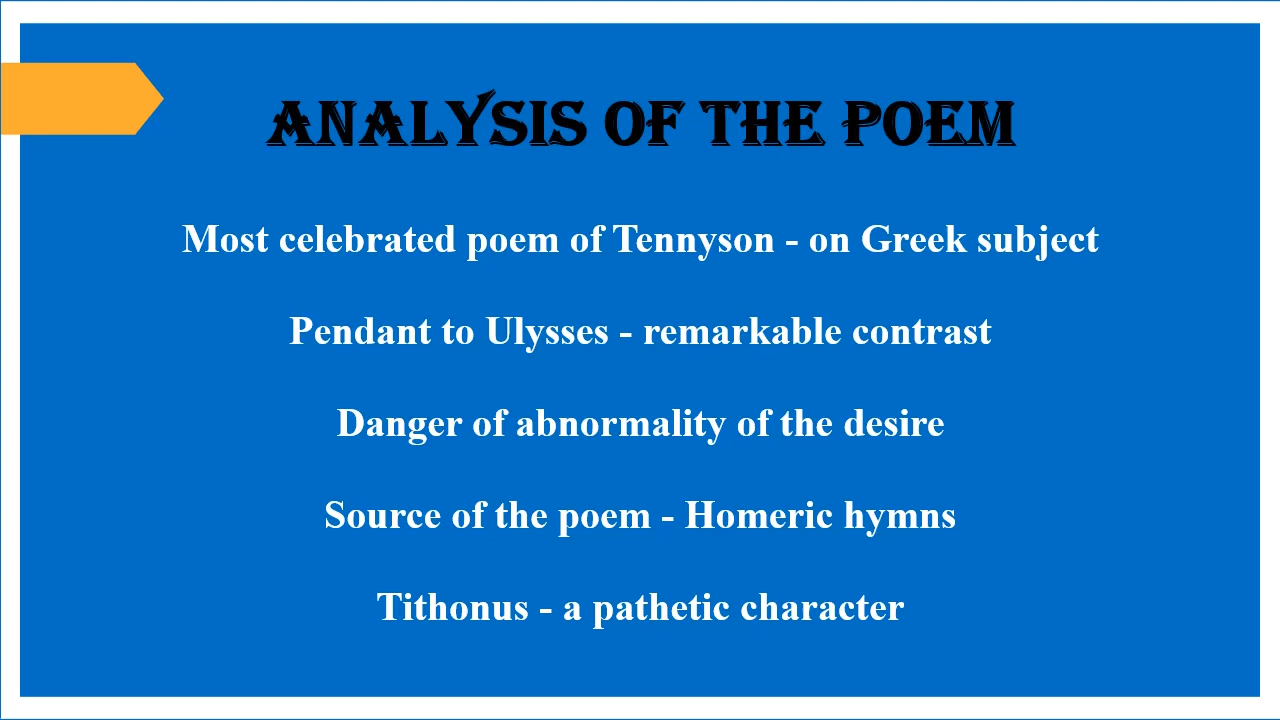 ANALYSIS OF THE POEM
Most celebrated poem of Tennyson - on Greek subject
Pendant to Ulysses - remarkable contrast
Danger of abnormality of the desire
Source of the poem - Homeric hymns
Tithonus - a pathetic character